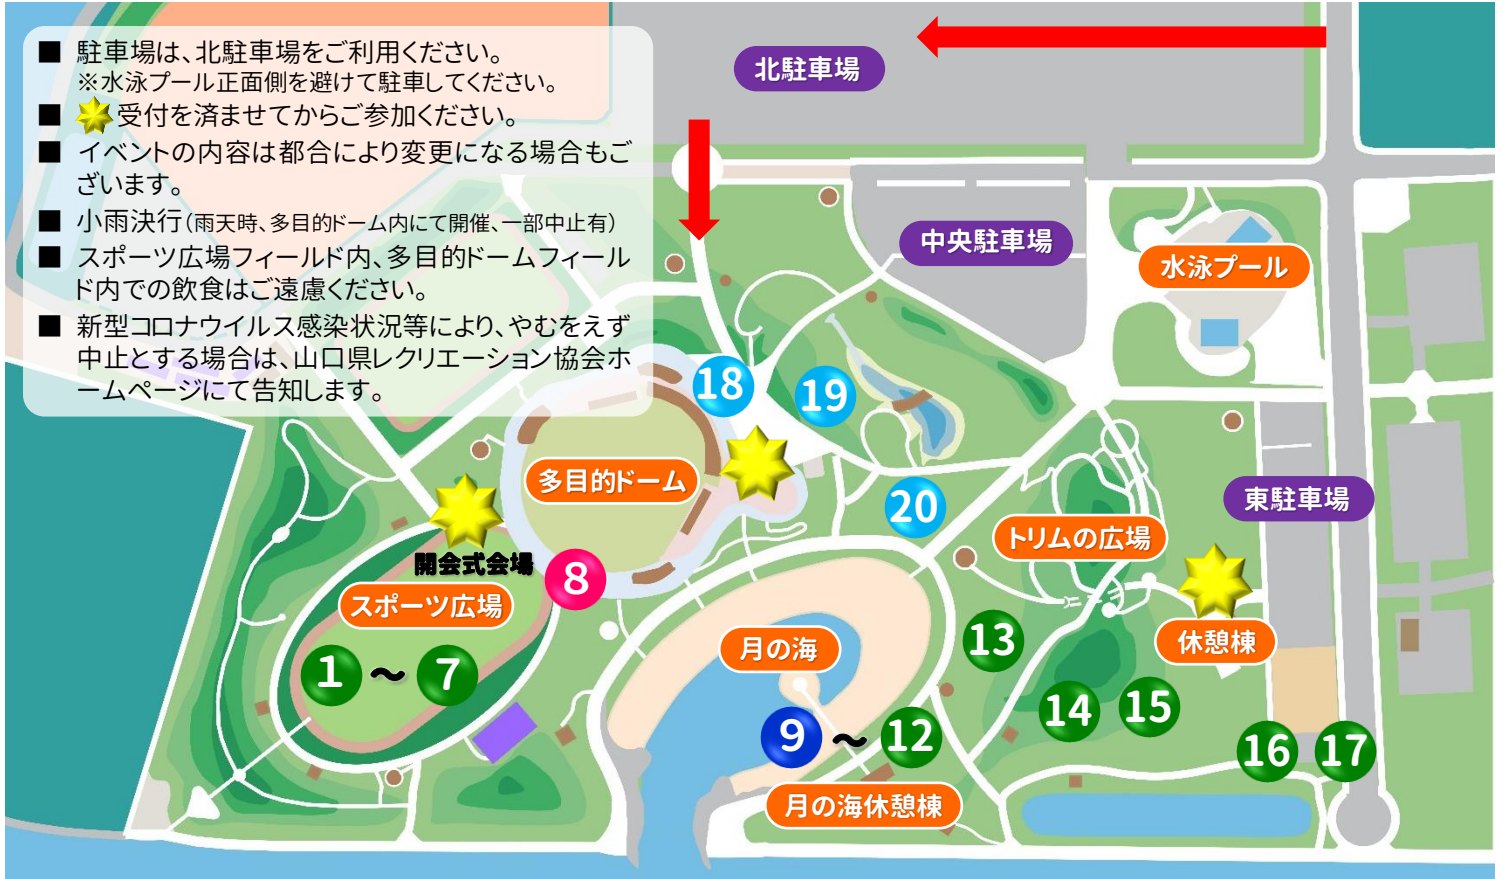 ■ 駐車場は、北駐車場をご利用ください。
※水泳プール正面側を避けて駐車してください。
■ 受付を済ませてからご参加ください。
■ イベントの内容は都合により変更になる場合もご
ざいます。
■ 小雨決行(雨天時、多目的ドーム内にて開催、一部中止有)
■ スポーツ広場フィールド内、多目的ドームフィール
ド内での飲食はご遠慮ください。
■ 新型コロナウイルス感染状況等により、やむをえず
中止とする場合は、山口県レクリエーション協会ホ
ームページにて告知します。
北駐車場
中央駐車場
水泳プール
18
19
多目的ドーム
20
東駐車場
トリムの広場
開会式会場
8
スポーツ広場
月の海
13
休憩棟
1 ～ 7
14
15
9 ～ 12
16
17
月の海休憩棟